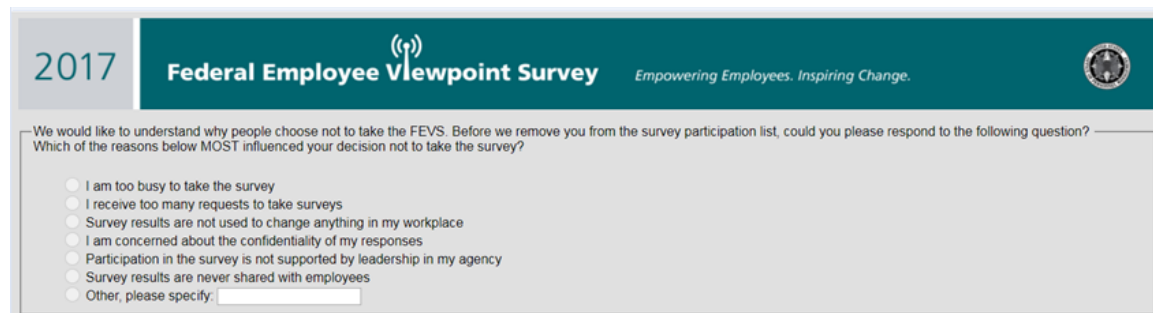 2017
Federal Employee Viewpoint Survey
Empowering Employees. Inspiring Change.
We would like to understand why people choose not to take the FEVS. Before we remove you from the survey participation list, could you please respond to the following question?
Which of the reasons below MOST influenced your decision not to take the survey?
I am too busy to take the survey
I receive too many requests to take surveys
Survey results are not used to change anything in my workplace
I am concerned about the confidentiality of my responses
Participation in the survey is not supported by leadership in my agency
Survey results are never shared with employees
Other, please specify: